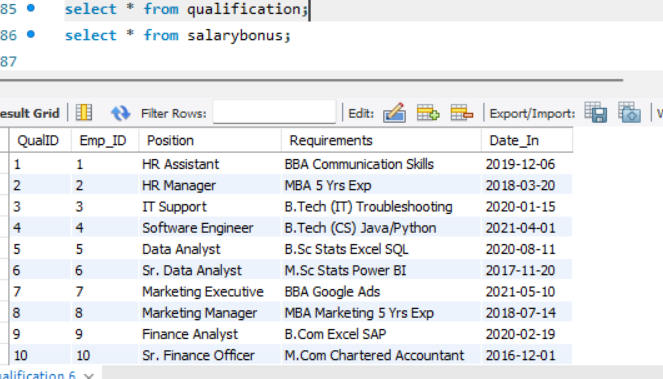 85 select * from qualification;
86 select * from salarybonus;
87
esult Grid Filter Rows: Edit: Export/Import:
QualID Emp_ID Position Requirements Date_In
1 1 HR Assistant BBA Communication Skills 2019-12-06
2 2 HR Manager MBA 5 Yrs Exp 2018-03-20
3 3 IT Support B.Tech (IT) Troubleshooting 2020-01-15
4 4 Software Engineer B.Tech (CS) Java/Python 2021-04-01
5 5 Data Analyst B.Sc Stats Excel SQL 2020-08-11
6 6 Sr. Data Analyst M.Sc Stats Power BI 2017-11-20
7 7 Marketing Executive BBA Google Ads 2021-05-10
8 8 Marketing Manager MBA Marketing 5 Yrs Exp 2018-07-14
9 9 Finance Analyst B.Com Excel SAP 2020-02-19
10 10 Sr. Finance Officer M.Com Chartered Accountant 2016-12-01
alification 6